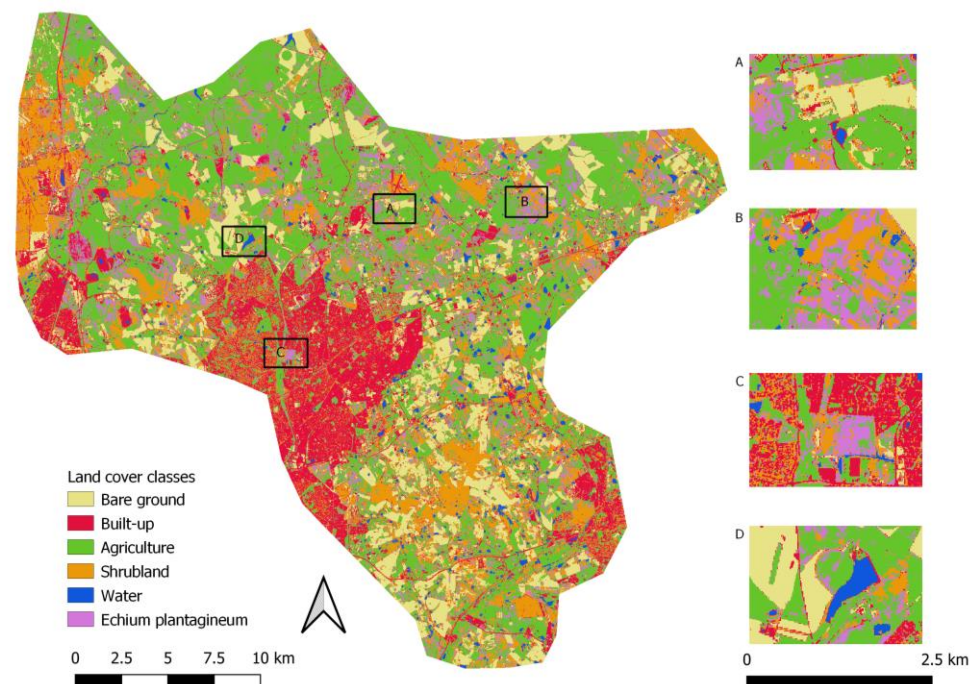 A
B
D
A
B
C
C
Land cover classes
Bare ground
Built-up
Agriculture
Shrubland
Water
Echium plantagineum
D
0 2.5 5 7.5 10 km
0 2.5 km